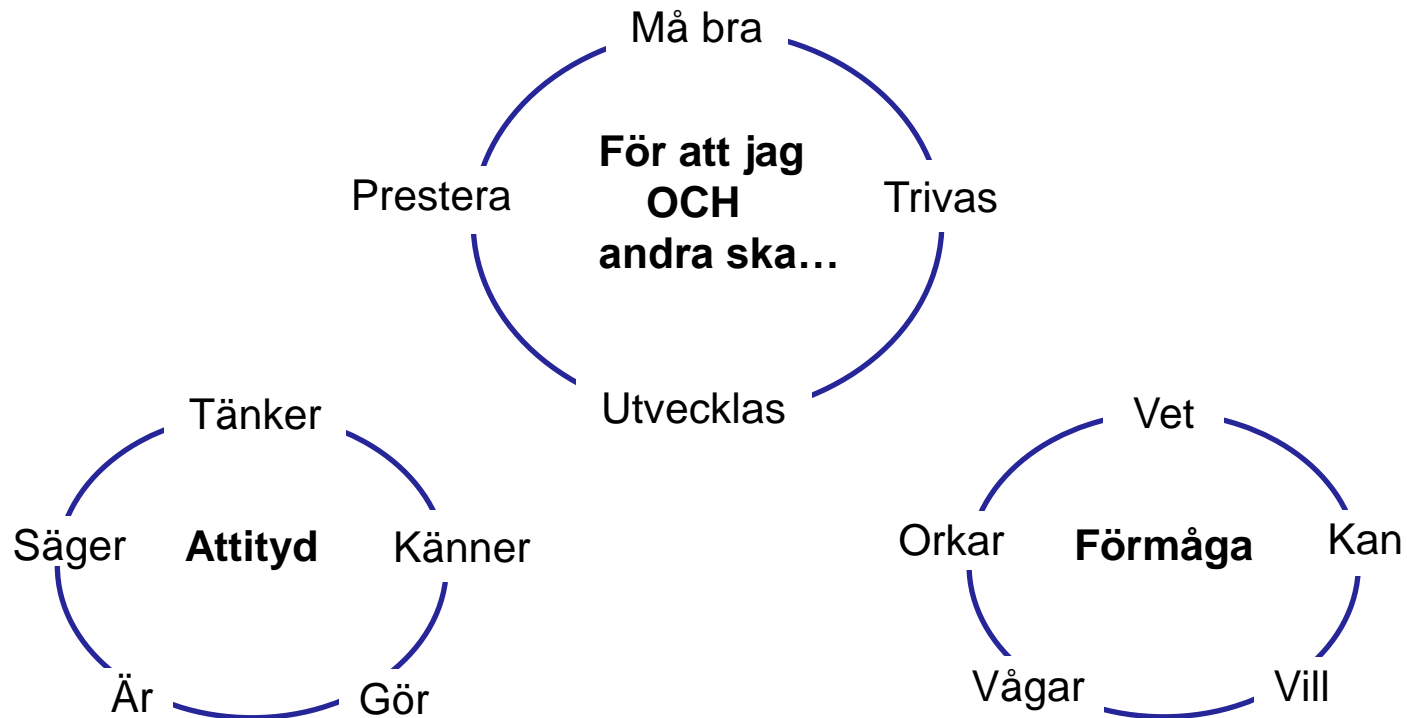 Må bra
För att jag
OCH
andra ska…
Prestera
Trivas
Utvecklas
Tänker
Säger
Attityd
Känner
Är
Gör
Vet
Orkar
Förmåga
Kan
Vågar
Vill